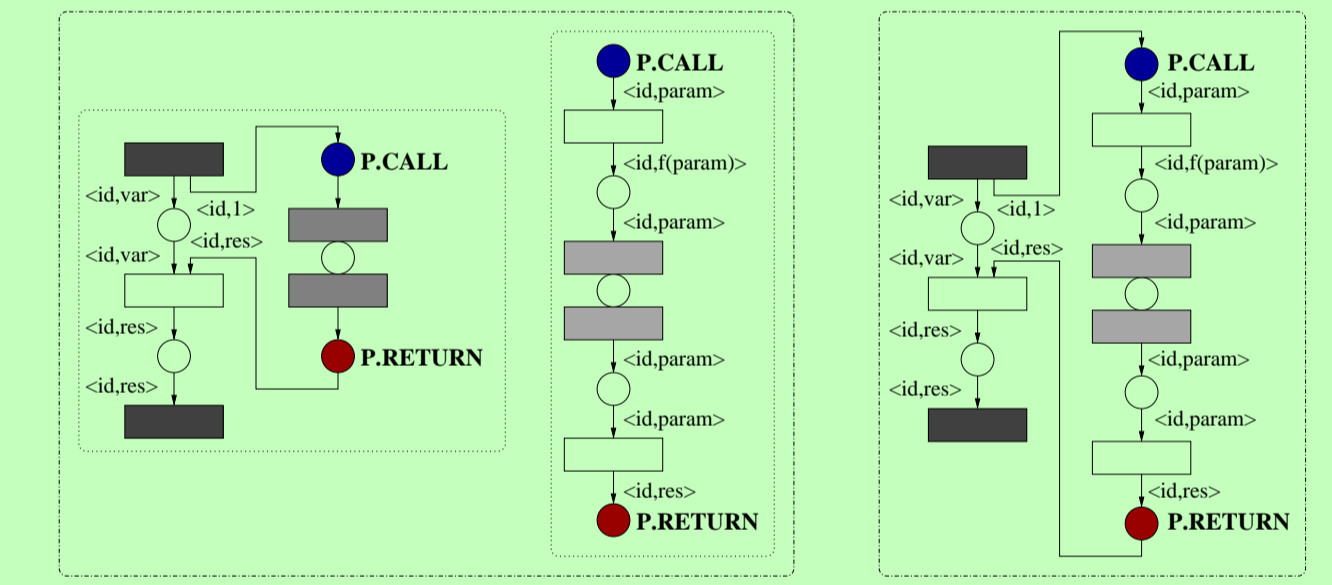 P.CALL
<id,var>
<id,1>
<id,res>
<id,var>
<id,res>
P.RETURN
<id,res>
P.CALL
<id,param>
<id,f(param)>
<id,param>
<id,param>
<id,param>
<id,res>
P.RETURN
P.CALL
<id,param>
<id,f(param)>
<id,var>
<id,1>
<id,param>
<id,res>
<id,var>
<id,res>
<id,param>
<id,res>
<id,param>
<id,res>
P.RETURN